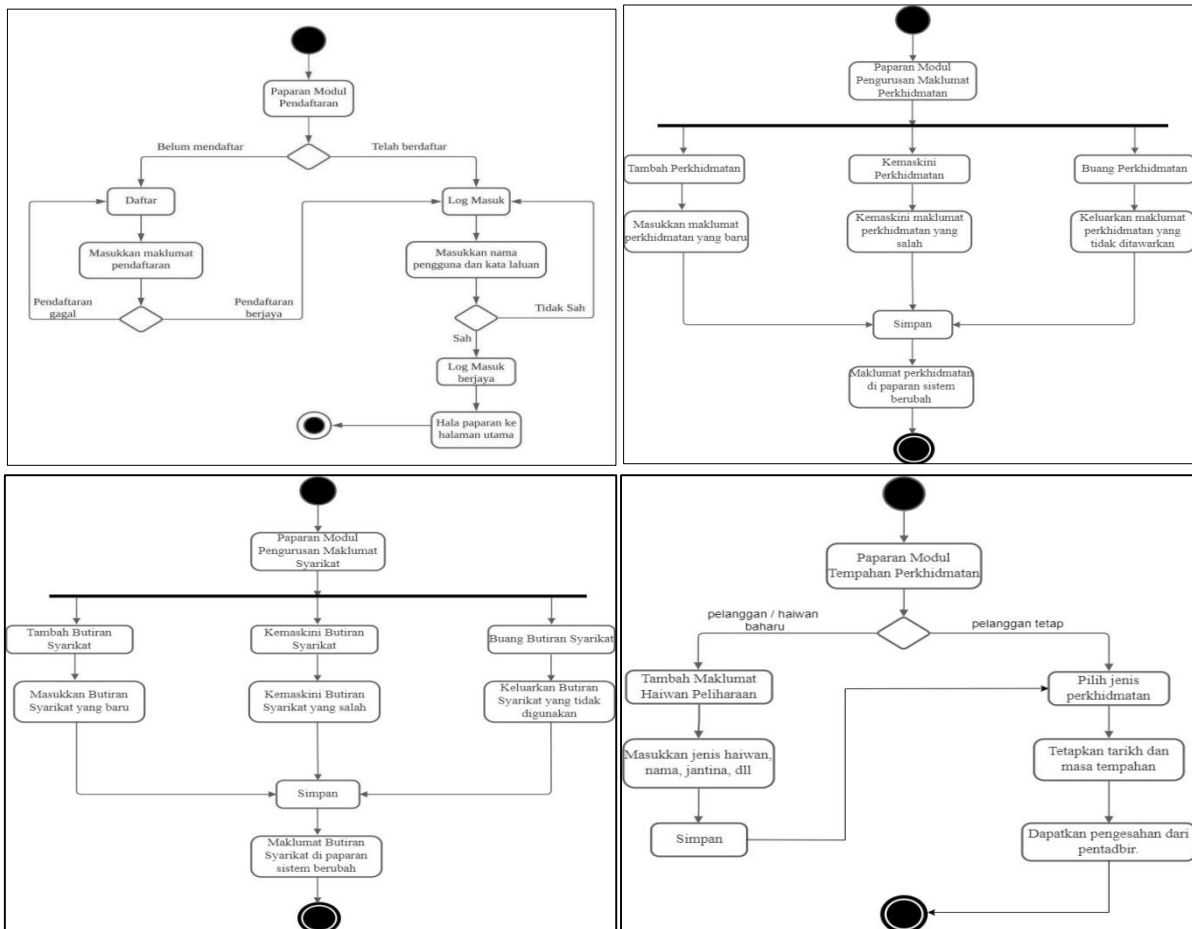 Paparan Modul
Pendaftaran
Belum mendaftar
Telah berdaftar
Daftar
Log Masuk
Masukkan maklumat
pendaftaran
Masukkan nama
pengguna dan kata laluan
Pendaftaran
gagal
Pendaftaran
berjaya
Tidak Sah
Sah
Log Masuk
berjaya
Hala paparan ke
halaman utama
Paparan Modul
Pengurusan Maklumat
Perkhidmatan
Tambah Perkhidmatan
Kemaskini
Perkhidmatan
Buang Perkhidmatan
Masukkan maklumat
perkhidmatan yang baru
Kemaskini maklumat
perkhidmatan yang
salah
Keluarkan maklumat
perkhidmatan yang
tidak ditawarkan
Simpan
Maklumat perkhidmatan
di paparan sistem
berubah
Paparan Modul
Pengurusan Maklumat
Syarikat
Tambah Butiran
Syarikat
Kemaskini Butiran
Syarikat
Buang Butiran Syarikat
Masukkan Butiran
Syarikat yang baru
Kemaskini Butiran
Syarikat yang salah
Keluarkan Butiran
Syarikat yang tidak
digunakan
Simpan
Maklumat Butiran
Syarikat di paparan
sistem berubah
Paparan Modul
Tempahan Perkhidmatan
pelanggan / haiwan
baharu
pelanggan tetap
Tambah Maklumat
Haiwan Peliharaan
Pilih jenis
perkhidmatan
Masukkan jenis haiwan,
nama, jantina, dll
Tetapkan tarikh dan
masa tempahan
Simpan
Dapatkan pengesahan dari
pentadbir.